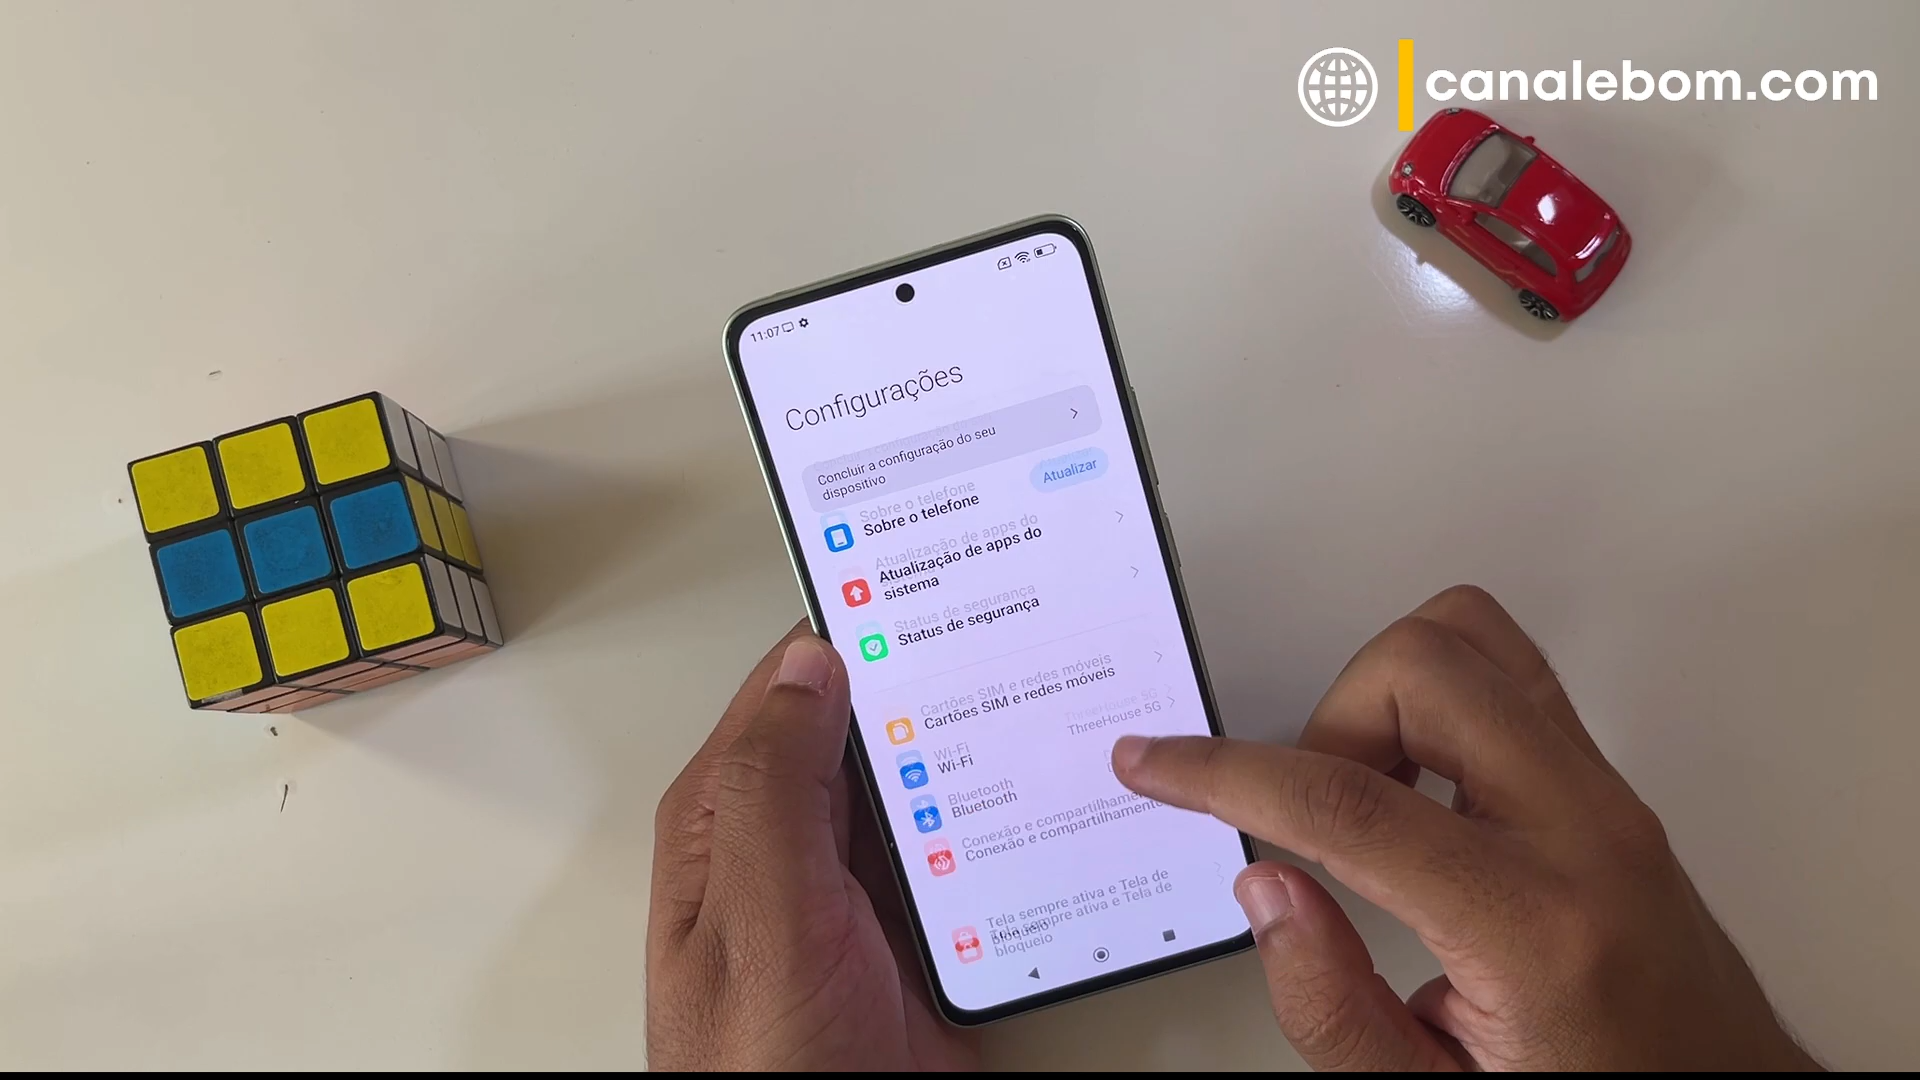 canalebom.com
11:07
Configurações
Concluir a configuração do seu
dispositivo
Sobre o telefone
Atualizar
Atualização de apps do
sistema
Status de segurança
Cartões SIM e redes móveis
Wi-Fi
ThreeHouse 5G
Bluetooth
Conexão e compartilhamento
Tela sempre ativa e Tela de
bloqueio